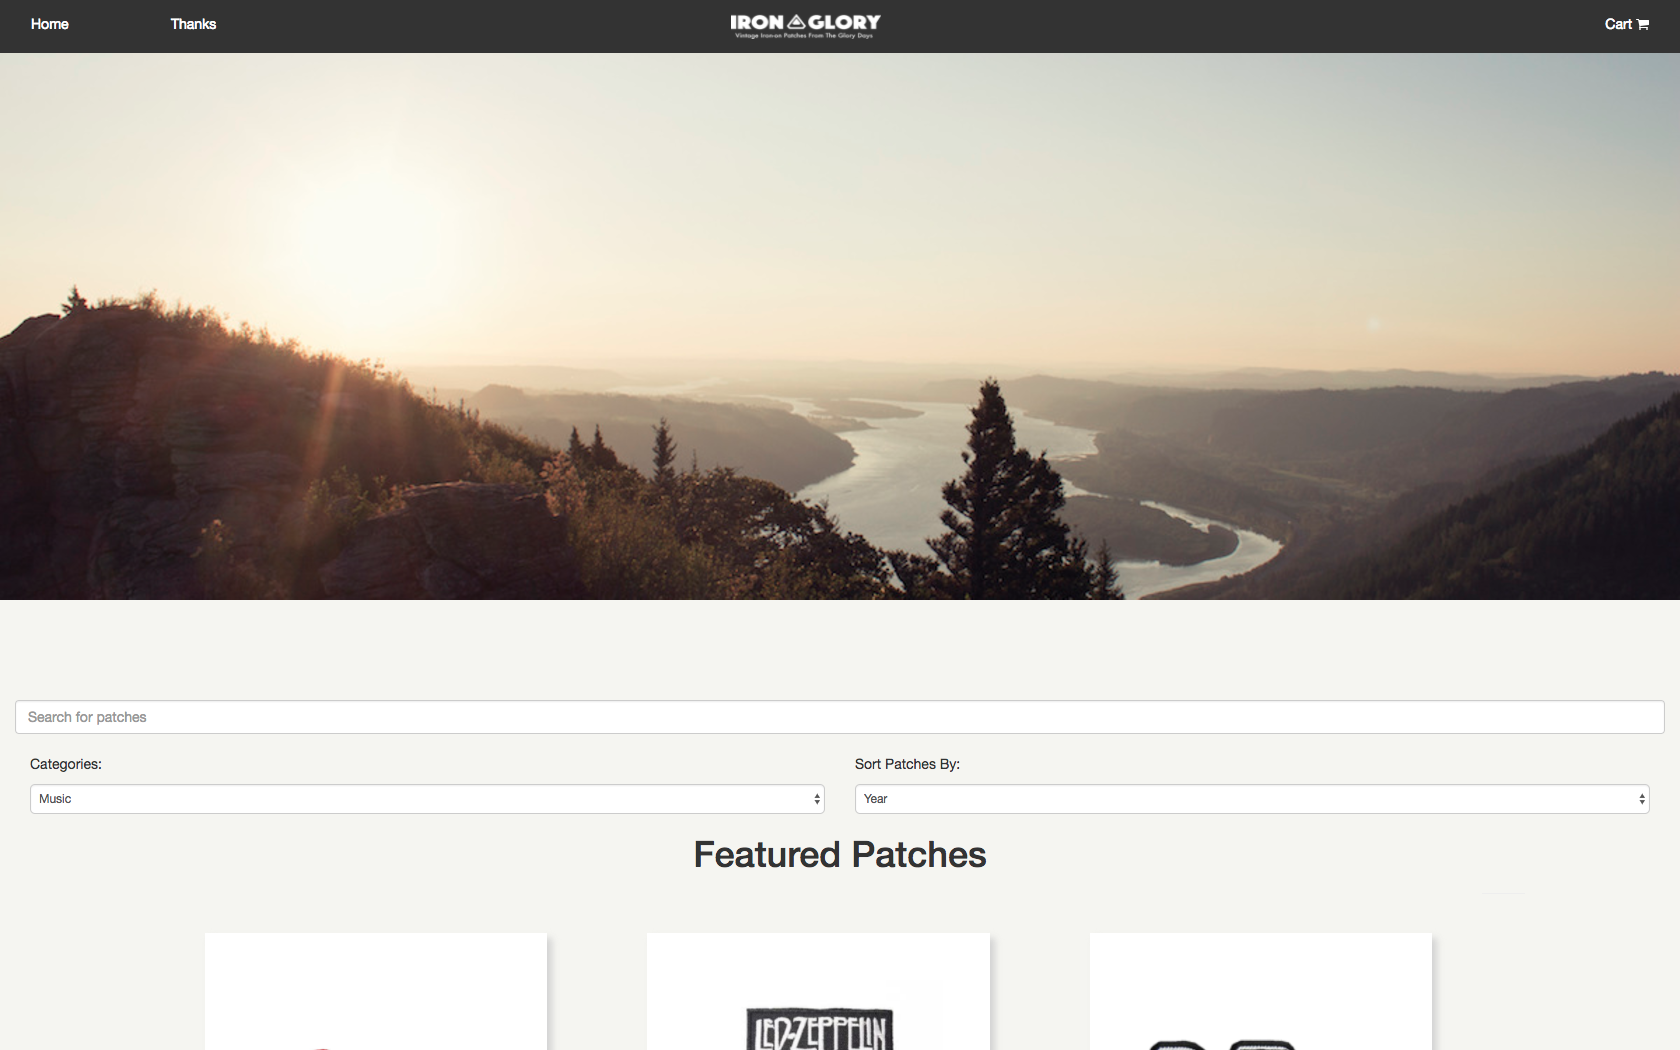 Home
Thanks
IRON GLORY
Vintage Iron-on Patches From The Glory Days
Cart
Search for patches
Categories:
Sort Patches By:
Music
Year
Featured Patches
LED-ZEPPELIN